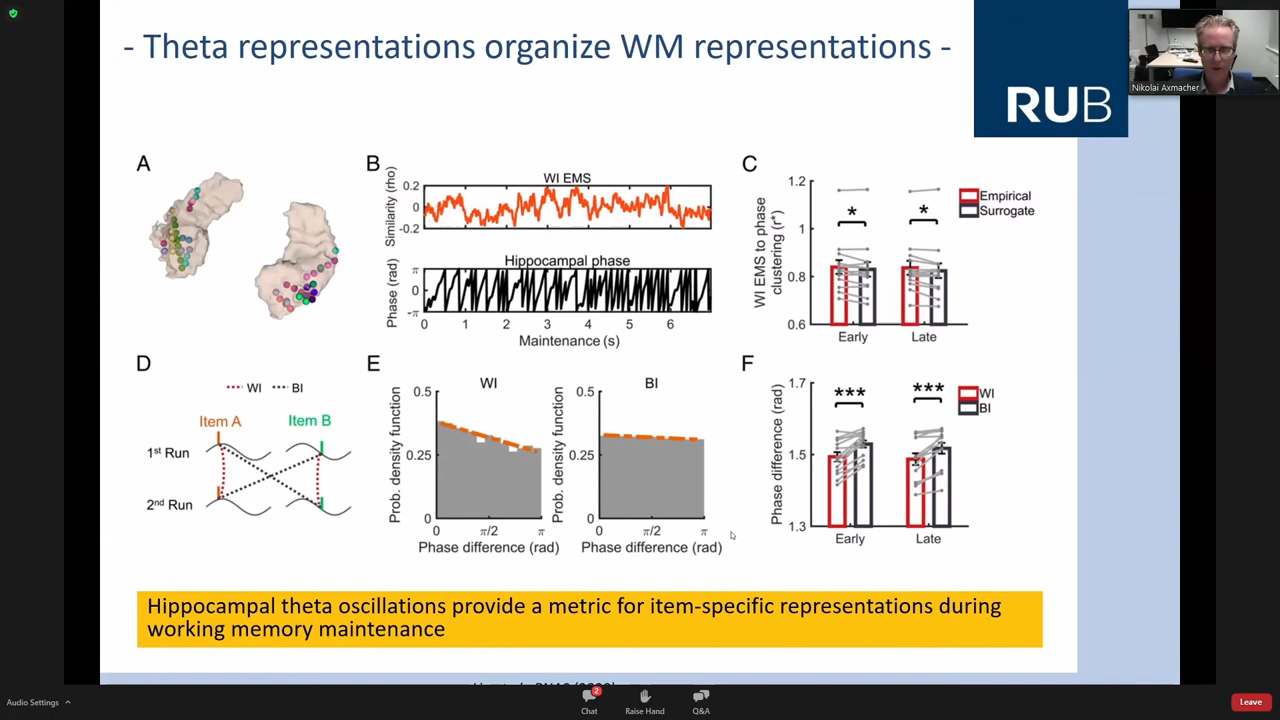 - Theta representations organize WM representations -
RUB
Nikolai Axmacher
A
B
WI EMS
Similarity (rho)
0.2
0
-0.2
Hippocampal phase
Phase (rad)
π
0
-π
0 1 2 3 4 5 6
Maintenance (s)
C
WI EMS to phase
clustering (r*)
1.2
1
0.8
0.6
* *
Empirical
Surrogate
Early Late
D
WI BI
Item A Item B
1st Run
2nd Run
E
WI
Prob. density function
0.5
0.25
0
0 π/2 π
Phase difference (rad)
BI
Prob. density function
0.5
0.25
0
0 π/2 π
Phase difference (rad)
F
Phase difference (rad)
1.7
1.5
1.3
*** ***
WI
BI
Early Late
Hippocampal theta oscillations provide a metric for item-specific representations during
working memory maintenance
Audio Settings
2
Chat
Raise Hand
Q&A
Leave